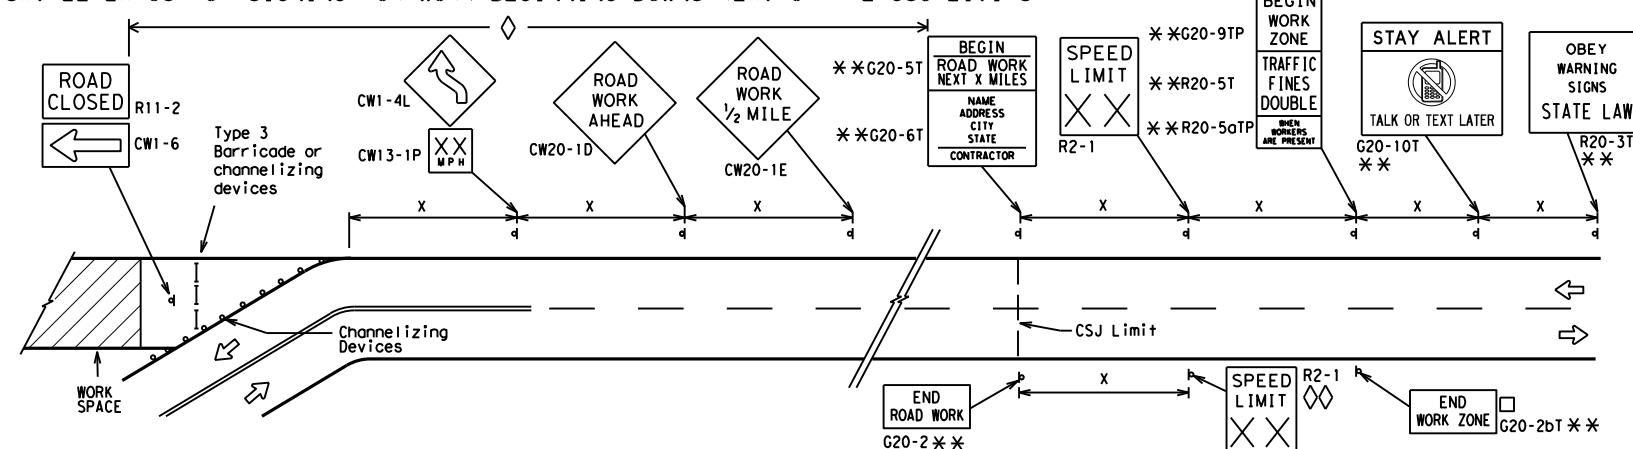 ROAD
CLOSED
R11-2
CW1-6
Type 3
Barricade or
channelizing
devices
CW1-4L
CW13-1P
XX
MPH
ROAD
WORK
AHEAD
CW20-1D
ROAD
WORK
1/2 MILE
CW20-1E
**G20-5T
**G20-6T
BEGIN
ROAD WORK
NEXT X MILES
NAME
ADDRESS
CITY
STATE
CONTRACTOR
SPEED
LIMIT
XX
R2-1
**G20-9TP
**R20-5T
**R20-5aTP
BEGIN
WORK
ZONE
TRAFFIC
FINES
DOUBLE
WHEN
WORKERS
ARE PRESENT
STAY ALERT
TALK OR TEXT LATER
G20-10T
**
OBEY
WARNING
SIGNS
STATE LAW
R20-3T
**
X X X X X X X
Channelizing
Devices
WORK
SPACE
CSJ Limit
X
END
ROAD WORK
G20-2 **
SPEED
LIMIT
XX
R2-1
END
WORK ZONE
G20-2bT **